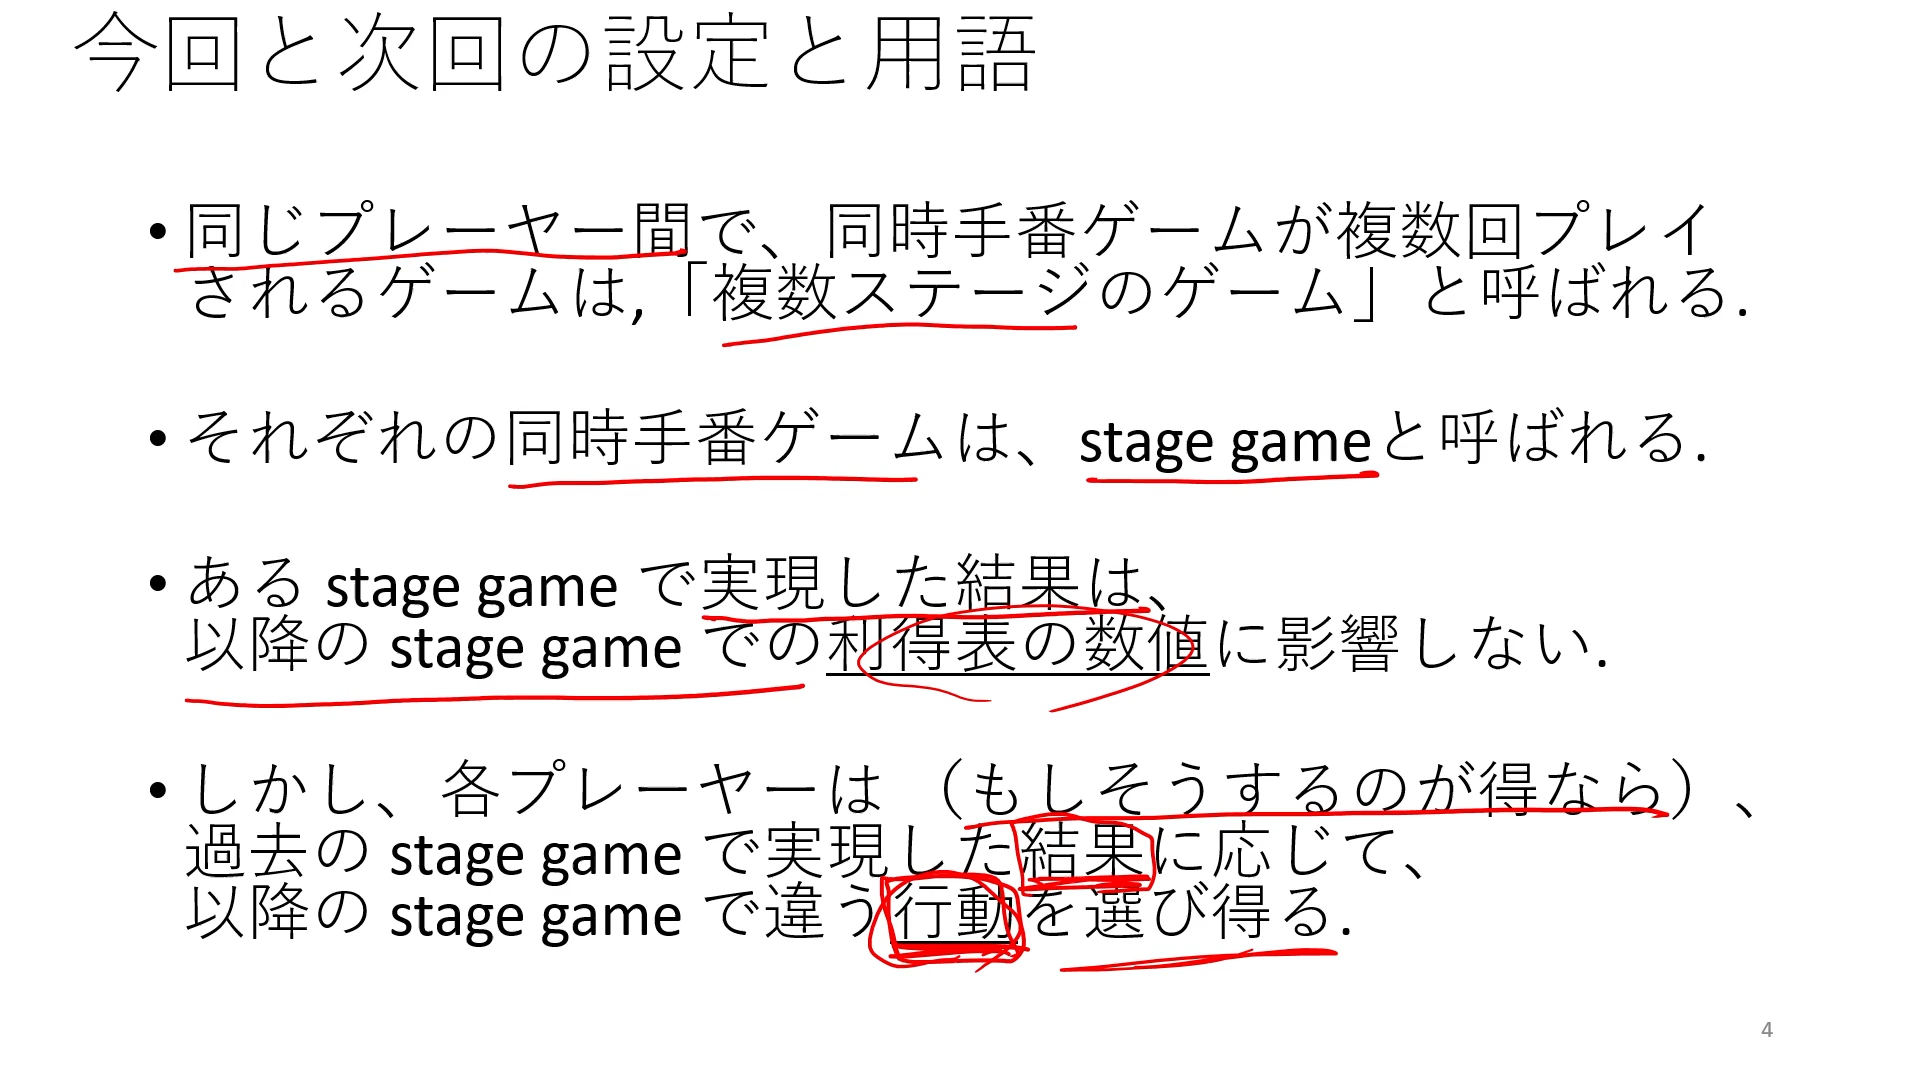 今回と次回の設定と用語
• 同じプレーヤー間で、同時手番ゲームが複数回プレイ
されるゲームは,「複数ステージのゲーム」と呼ばれる.
• それぞれの同時手番ゲームは、stage gameと呼ばれる.
• ある stage game で実現した結果は、
以降の stage game での利得表の数値に影響しない.
• しかし、各プレーヤーは（もしそうするのが得なら）、
過去の stage game で実現した結果に応じて、
以降の stage game で違う行動を選び得る.
4